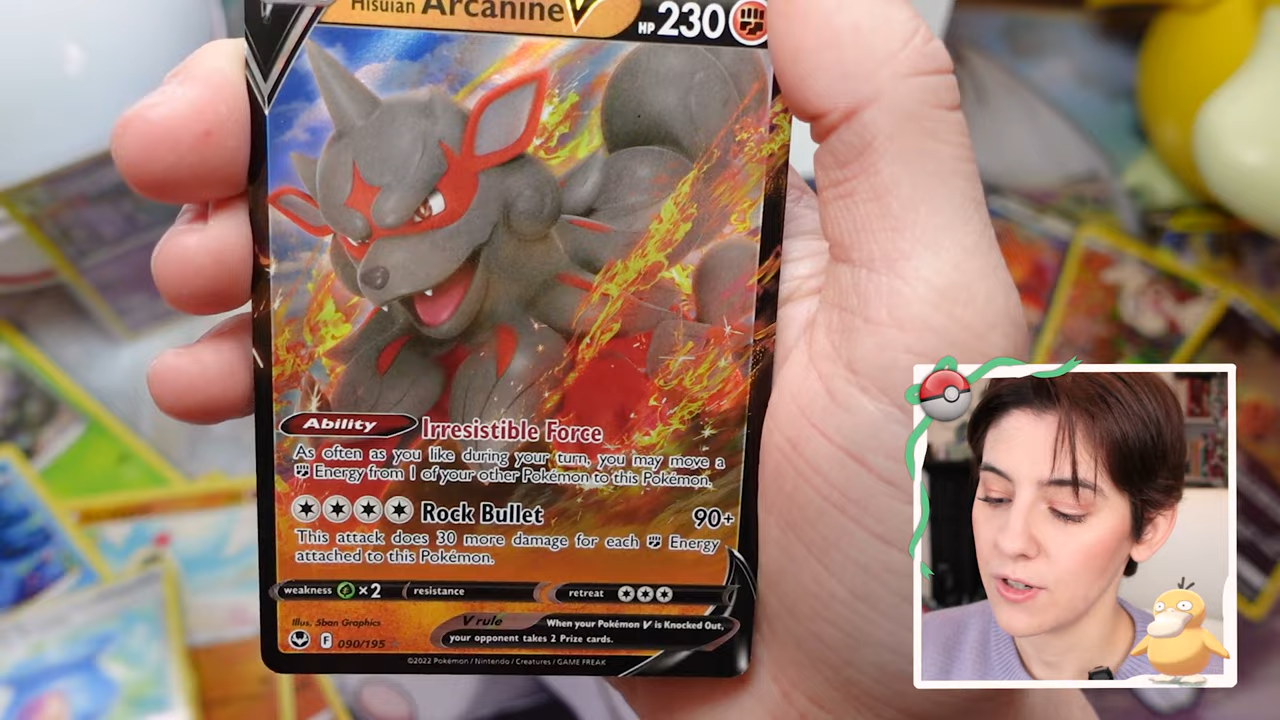 Hisuian Arcanine V HP 230
Ability Irresistible Force
As often as you like during your turn, you may move a
Energy from 1 of your other Pokémon to this Pokémon.
Rock Bullet 90+
This attack does 30 more damage for each Energy
attached to this Pokémon.
weakness ×2 resistance retreat
Illus. 5ban Graphics
V rule When your Pokémon V is Knocked Out,
your opponent takes 2 Prize cards.
F 090/195
©2022 Pokémon / Nintendo / Creatures / GAME FREAK